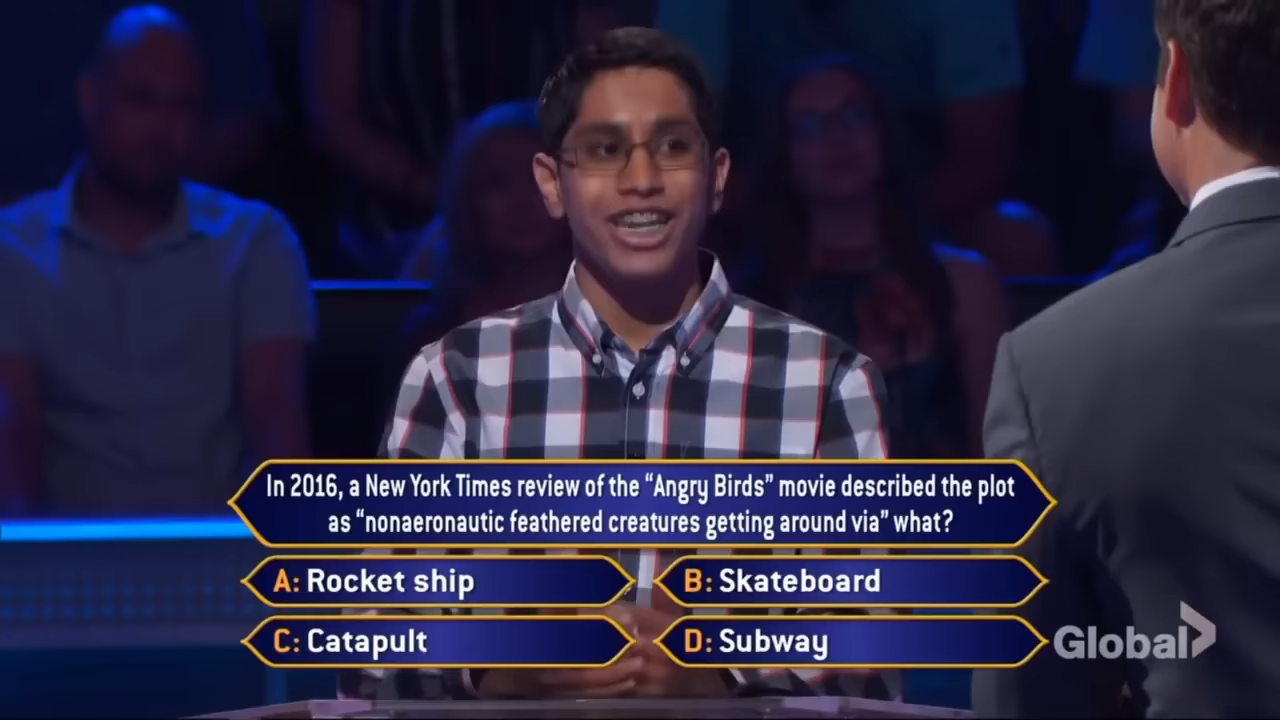 In 2016, a New York Times review of the “Angry Birds” movie described the plot
as “nonaeronautic feathered creatures getting around via” what?
A: Rocket ship
B: Skateboard
C: Catapult
D: Subway
Global